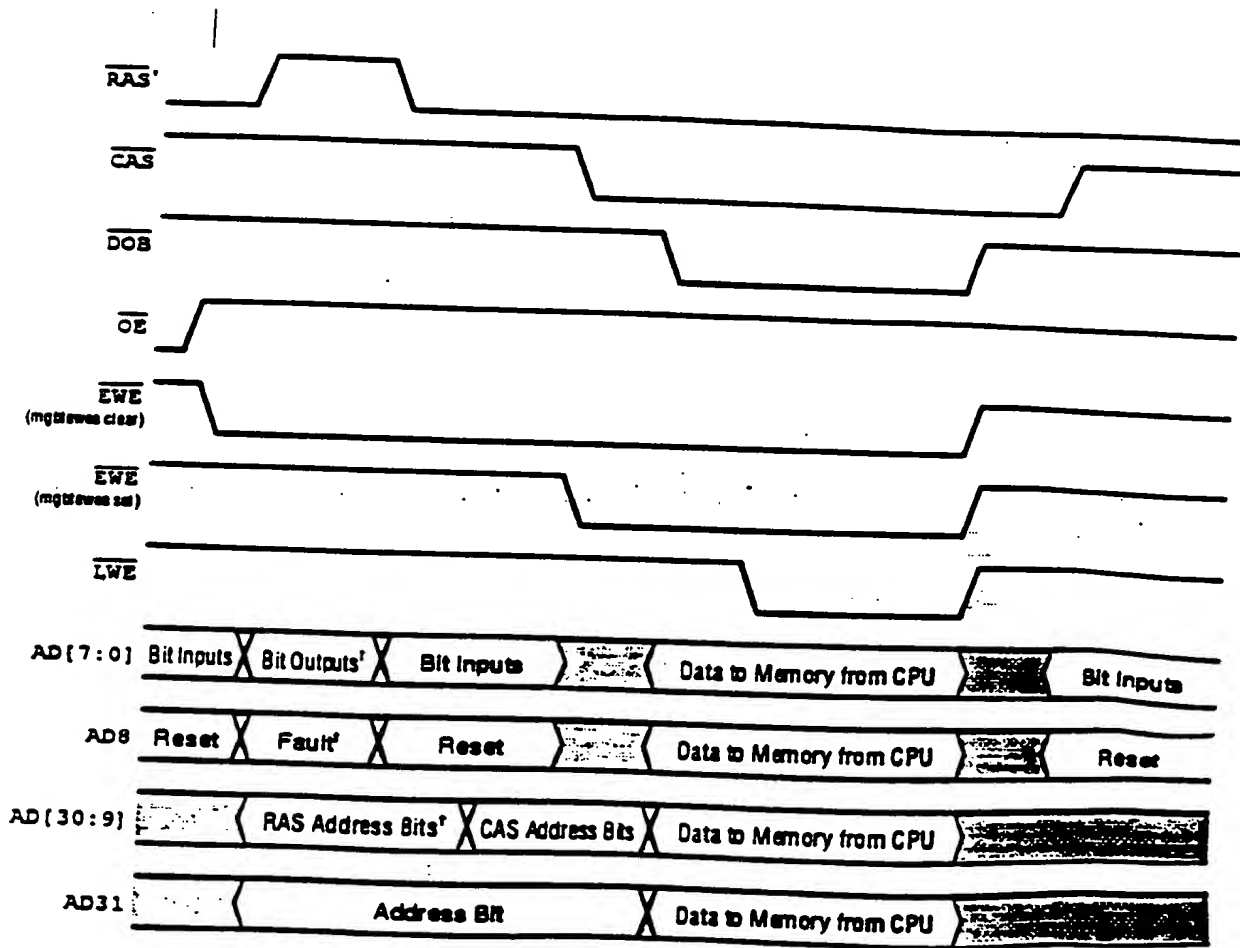 RAS'
CAS
DOB
OE
EWE
(mgblewea clear)
EWE
(mgblewea set)
LWE
AD[7:0] Bit Inputs Bit Outputs† Bit Inputs Data to Memory from CPU Bit Inputs
AD8 Reset Fault† Reset Data to Memory from CPU Reset
AD[30:9] RAS Address Bits† CAS Address Bits Data to Memory from CPU
AD31 Address Bit Data to Memory from CPU